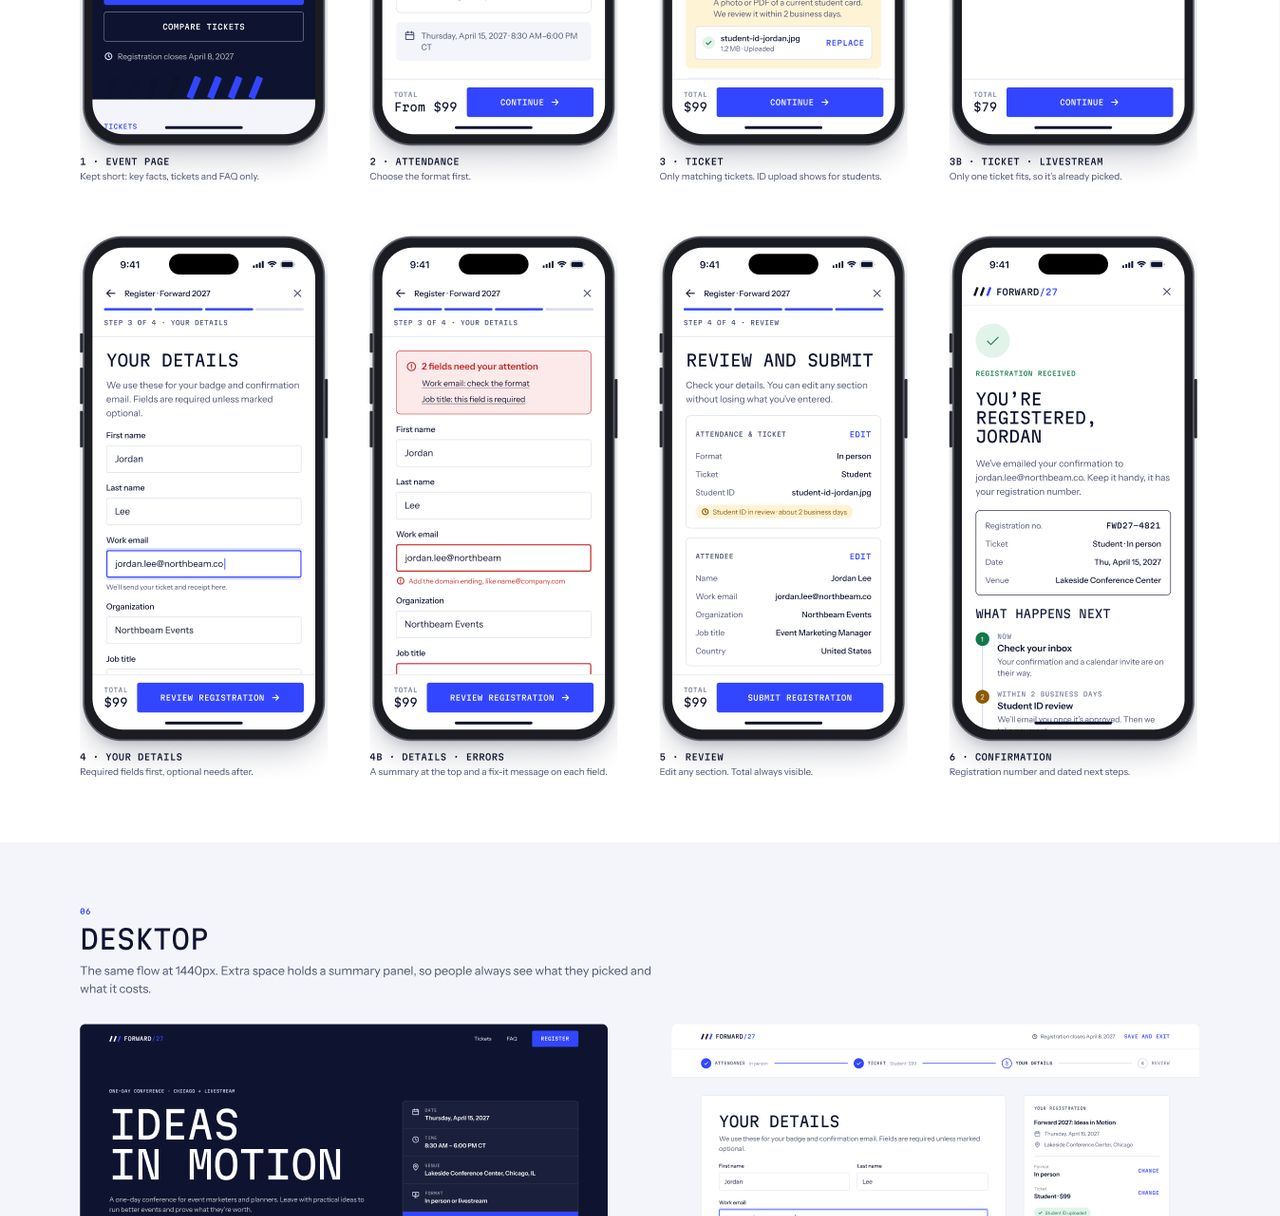 COMPARE TICKETS
Registration closes April 8, 2027
TICKETS
1 · EVENT PAGE
Kept short: key facts, tickets and FAQ only.
Thursday, April 15, 2027 · 8:30 AM–6:00 PM
CT
TOTAL
From $99
CONTINUE →
2 · ATTENDANCE
Choose the format first.
A photo or PDF of a current student card.
We review it within 2 business days.
student-id-jordan.jpg
1.2 MB · Uploaded
REPLACE
TOTAL
$99
CONTINUE →
3 · TICKET
Only matching tickets. ID upload shows for students.
TOTAL
$79
CONTINUE →
3B · TICKET · LIVESTREAM
Only one ticket fits, so it's already picked.
9:41
Register · Forward 2027
STEP 3 OF 4 · YOUR DETAILS
YOUR DETAILS
We use these for your badge and confirmation
email. Fields are required unless marked
optional.
First name
Jordan
Last name
Lee
Work email
jordan.lee@northbeam.co
We'll send your ticket and receipt here.
Organization
Northbeam Events
Job title
TOTAL
$99
REVIEW REGISTRATION →
4 · YOUR DETAILS
Required fields first, optional needs after.
9:41
Register · Forward 2027
STEP 3 OF 4 · YOUR DETAILS
2 fields need your attention
Work email: check the format
Job title: this field is required
First name
Jordan
Last name
Lee
Work email
jordan.lee@northbeam
Add the domain ending, like name@company.com
Organization
Northbeam Events
Job title
TOTAL
$99
REVIEW REGISTRATION →
4B · DETAILS · ERRORS
A summary at the top and a fix-it message on each field.
9:41
Register · Forward 2027
STEP 4 OF 4 · REVIEW
REVIEW AND SUBMIT
Check your details. You can edit any section
without losing what you've entered.
ATTENDANCE & TICKET EDIT
Format In person
Ticket Student
Student ID student-id-jordan.jpg
Student ID in review · about 2 business days
ATTENDEE EDIT
Name Jordan Lee
Work email jordan.lee@northbeam.co
Organization Northbeam Events
Job title Event Marketing Manager
Country United States
TOTAL
$99
SUBMIT REGISTRATION
5 · REVIEW
Edit any section. Total always visible.
9:41
FORWARD/27
REGISTRATION RECEIVED
YOU'RE
REGISTERED,
JORDAN
We've emailed your confirmation to
jordan.lee@northbeam.co. Keep it handy, it has
your registration number.
Registration no. FWD27-4821
Ticket Student · In person
Date Thu, April 15, 2027
Venue Lakeside Conference Center
WHAT HAPPENS NEXT
1 NOW
Check your inbox
Your confirmation and a calendar invite are on
their way.
2 WITHIN 2 BUSINESS DAYS
Student ID review
We'll email you once it's approved. Then we
6 · CONFIRMATION
Registration number and dated next steps.
06
DESKTOP
The same flow at 1440px. Extra space holds a summary panel, so people always see what they picked and
what it costs.
FORWARD/27
Tickets FAQ REGISTER
ONE-DAY CONFERENCE · CHICAGO + LIVESTREAM
IDEAS
IN MOTION
A one-day conference for event marketers and planners. Leave with practical ideas to
run better events and prove what they're worth.
DATE
Thursday, April 15, 2027
TIME
8:30 AM – 6:00 PM CT
VENUE
Lakeside Conference Center, Chicago, IL
FORMAT
In person or livestream
FORWARD/27
Registration closes April 8, 2027 SAVE AND EXIT
ATTENDANCE In person
TICKET Student · $99
3 YOUR DETAILS
4 REVIEW
YOUR DETAILS
We use these for your badge and confirmation email. Fields are required unless marked
optional.
First name Last name
Jordan Lee
Work email
YOUR REGISTRATION
Forward 2027: Ideas in Motion
Thursday, April 15, 2027
Lakeside Conference Center, Chicago
Format
In person CHANGE
Ticket
Student · $99 CHANGE
Student ID uploaded